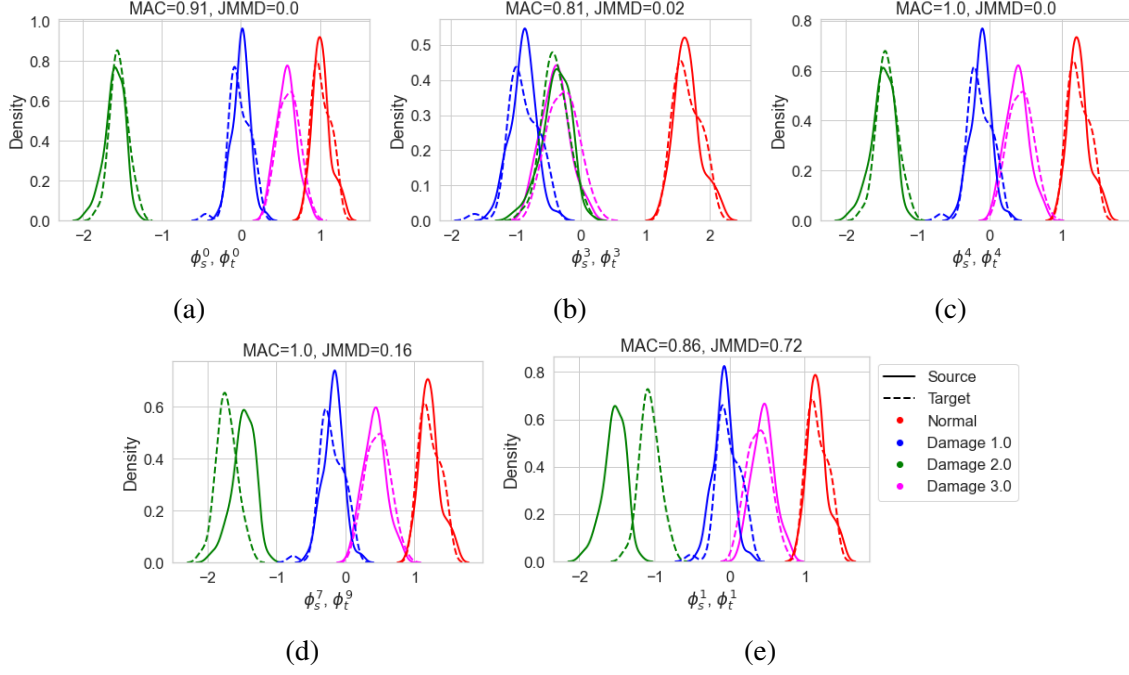 MAC=0.91, JMMD=0.0
MAC=0.81, JMMD=0.02
MAC=1.0, JMMD=0.0
1.0
0.8
0.6
0.4
0.2
0.0
Density
−2
−1
0
1
ϕ_s^0, ϕ_t^0
0.5
0.4
0.3
0.2
0.1
0.0
Density
−2
−1
0
1
2
ϕ_s^3, ϕ_t^3
0.8
0.6
0.4
0.2
0.0
Density
−2
−1
0
1
ϕ_s^4, ϕ_t^4
(a)
(b)
(c)
MAC=1.0, JMMD=0.16
MAC=0.86, JMMD=0.72
0.6
0.4
0.2
0.0
Density
−2
−1
0
1
ϕ_s^7, ϕ_t^9
0.8
0.6
0.4
0.2
0.0
Density
−2
−1
0
1
ϕ_s^1, ϕ_t^1
Source
Target
Normal
Damage 1.0
Damage 2.0
Damage 3.0
(d)
(e)